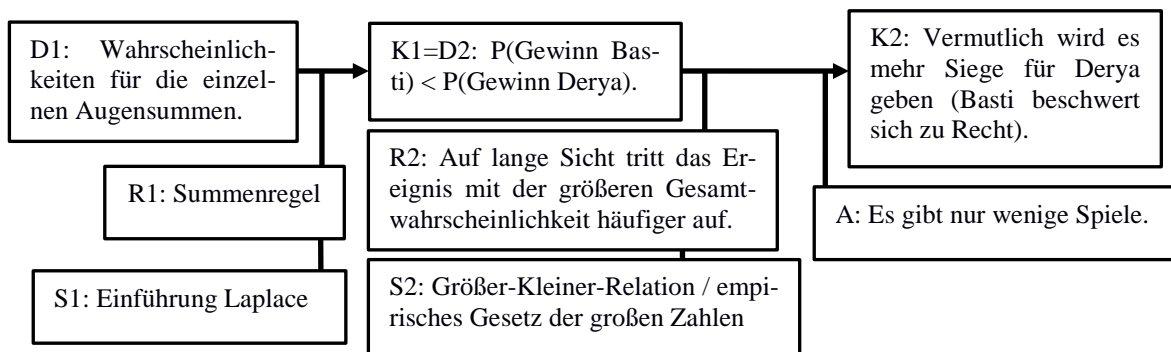 D1: Wahrscheinlich-
keiten für die einzel-
nen Augensummen.
K1=D2: P(Gewinn Bas-
ti) < P(Gewinn Derya).
K2: Vermutlich wird es
mehr Siege für Derya
geben (Basti beschwert
sich zu Recht).
R1: Summenregel
R2: Auf lange Sicht tritt das Er-
eignis mit der größeren Gesamt-
wahrscheinlichkeit häufiger auf.
A: Es gibt nur wenige Spiele.
S1: Einführung Laplace
S2: Größer-Kleiner-Relation / empi-
risches Gesetz der großen Zahlen